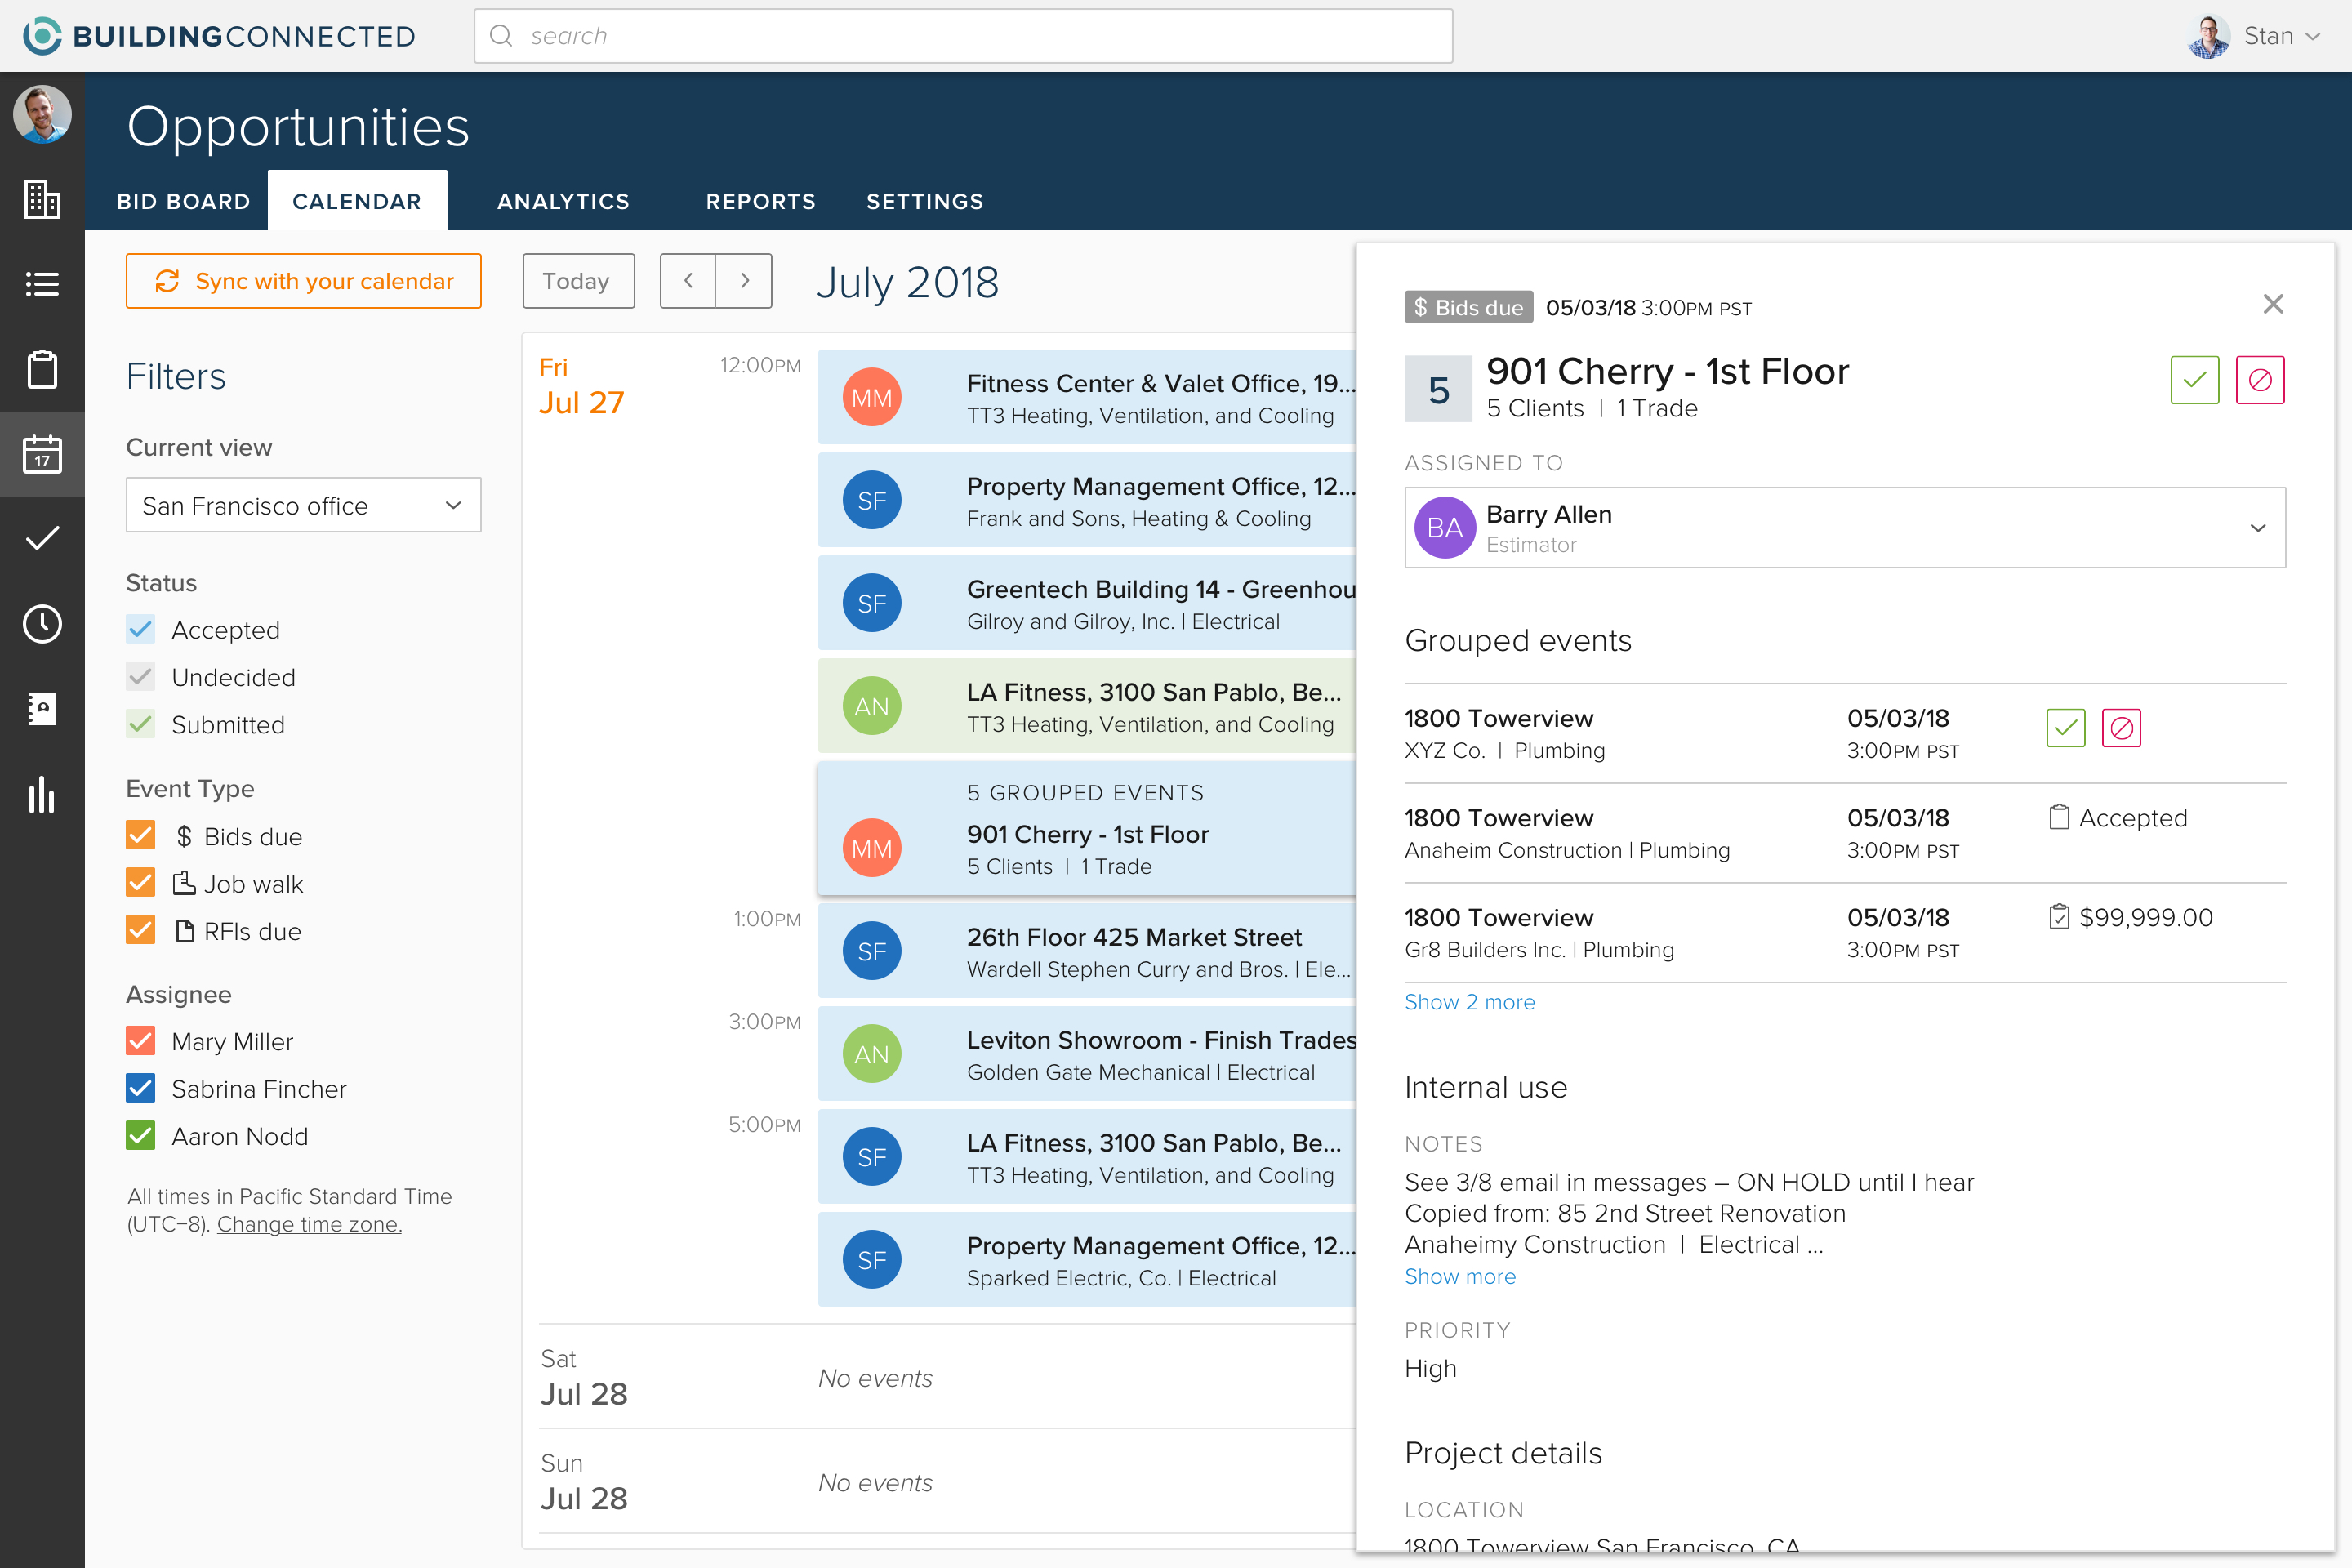 BUILDINGCONNECTED
search
Stan
Opportunities
BID BOARD
CALENDAR
ANALYTICS
REPORTS
SETTINGS
17
Sync with your calendar
Filters
Current view
San Francisco office
Status
Accepted
Undecided
Submitted
Event Type
$ Bids due
Job walk
RFIs due
Assignee
Mary Miller
Sabrina Fincher
Aaron Nodd
All times in Pacific Standard Time
(UTC–8). Change time zone.
Today
July 2018
Fri
Jul 27
12:00PM
MM
Fitness Center & Valet Office, 19...
TT3 Heating, Ventilation, and Cooling
SF
Property Management Office, 12...
Frank and Sons, Heating & Cooling
SF
Greentech Building 14 - Greenhou
Gilroy and Gilroy, Inc. | Electrical
AN
LA Fitness, 3100 San Pablo, Be...
TT3 Heating, Ventilation, and Cooling
5 GROUPED EVENTS
MM
901 Cherry - 1st Floor
5 Clients | 1 Trade
1:00PM
SF
26th Floor 425 Market Street
Wardell Stephen Curry and Bros. | Ele...
3:00PM
AN
Leviton Showroom - Finish Trades
Golden Gate Mechanical | Electrical
5:00PM
SF
LA Fitness, 3100 San Pablo, Be...
TT3 Heating, Ventilation, and Cooling
SF
Property Management Office, 12...
Sparked Electric, Co. | Electrical
Sat
Jul 28
No events
Sun
Jul 28
No events
$ Bids due 05/03/18 3:00PM PST
5
901 Cherry - 1st Floor
5 Clients | 1 Trade
ASSIGNED TO
BA
Barry Allen
Estimator
Grouped events
1800 Towerview 05/03/18
XYZ Co. | Plumbing 3:00PM PST
1800 Towerview 05/03/18 Accepted
Anaheim Construction | Plumbing 3:00PM PST
1800 Towerview 05/03/18 $99,999.00
Gr8 Builders Inc. | Plumbing 3:00PM PST
Show 2 more
Internal use
NOTES
See 3/8 email in messages – ON HOLD until I hear
Copied from: 85 2nd Street Renovation
Anaheimy Construction | Electrical ...
Show more
PRIORITY
High
Project details
LOCATION
1800 Towerview San Francisco, CA